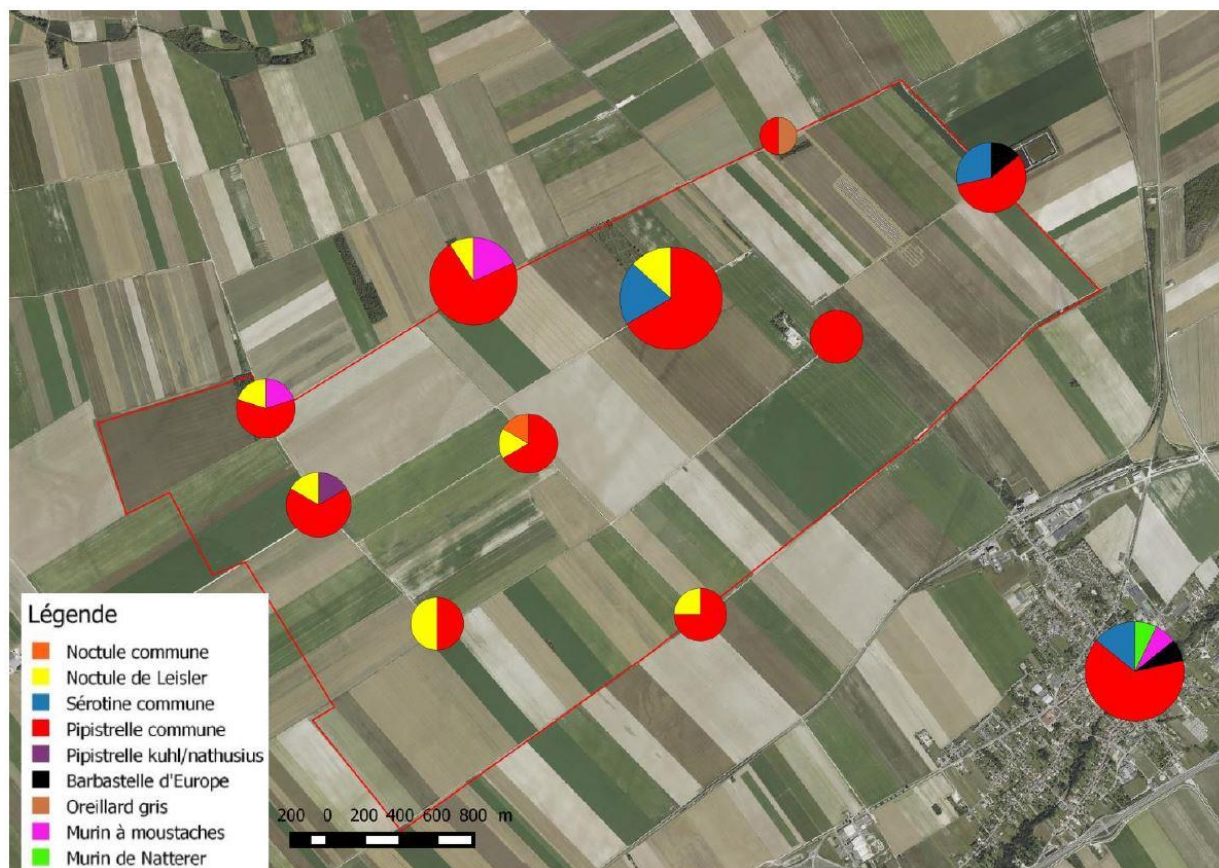 Légende
Noctule commune
Noctule de Leisler
Sérotine commune
Pipistrelle commune
Pipistrelle kuhl/nathusius
Barbastelle d'Europe
Oreillard gris
Murin à moustaches
Murin de Natterer
200 0 200 400 600 800 m